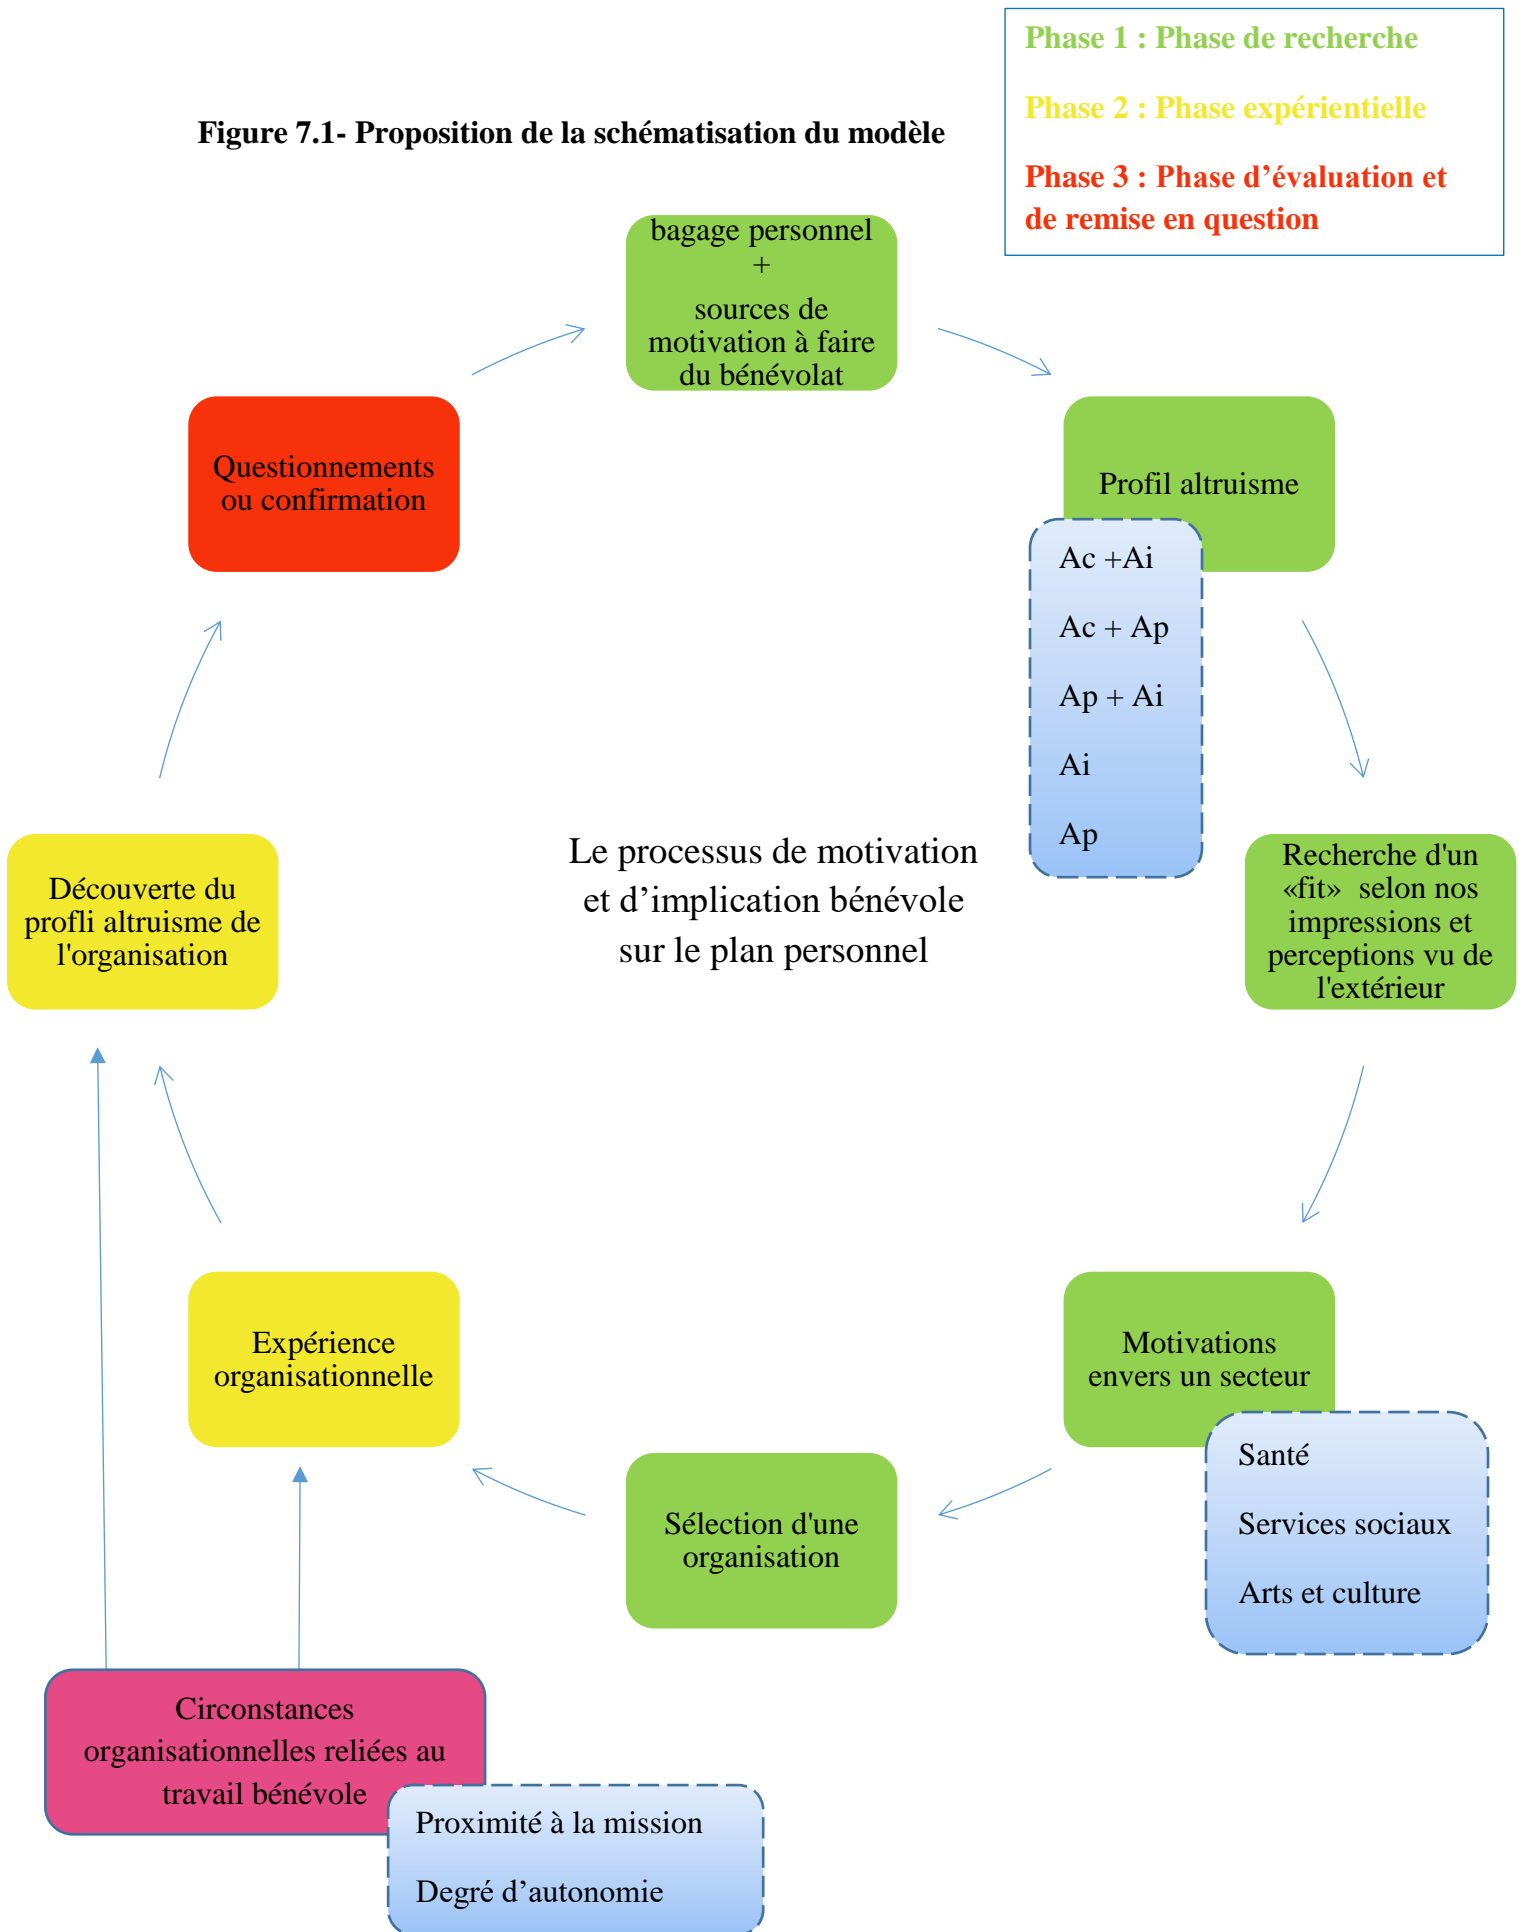 Phase 1 : Phase de recherche
Phase 2 : Phase expérientielle
Phase 3 : Phase d’évaluation et
de remise en question
Figure 7.1- Proposition de la schématisation du modèle
bagage personnel
+
sources de
motivation à faire
du bénévolat
Profil altruisme
Ac +Ai
Ac + Ap
Ap + Ai
Ai
Ap
Recherche d'un
«fit» selon nos
impressions et
perceptions vu de
l'extérieur
Motivations
envers un secteur
Santé
Services sociaux
Arts et culture
Sélection d'une
organisation
Expérience
organisationnelle
Découverte du
profli altruisme de
l'organisation
Questionnements
ou confirmation
Le processus de motivation
et d’implication bénévole
sur le plan personnel
Circonstances
organisationnelles reliées au
travail bénévole
Proximité à la mission
Degré d’autonomie